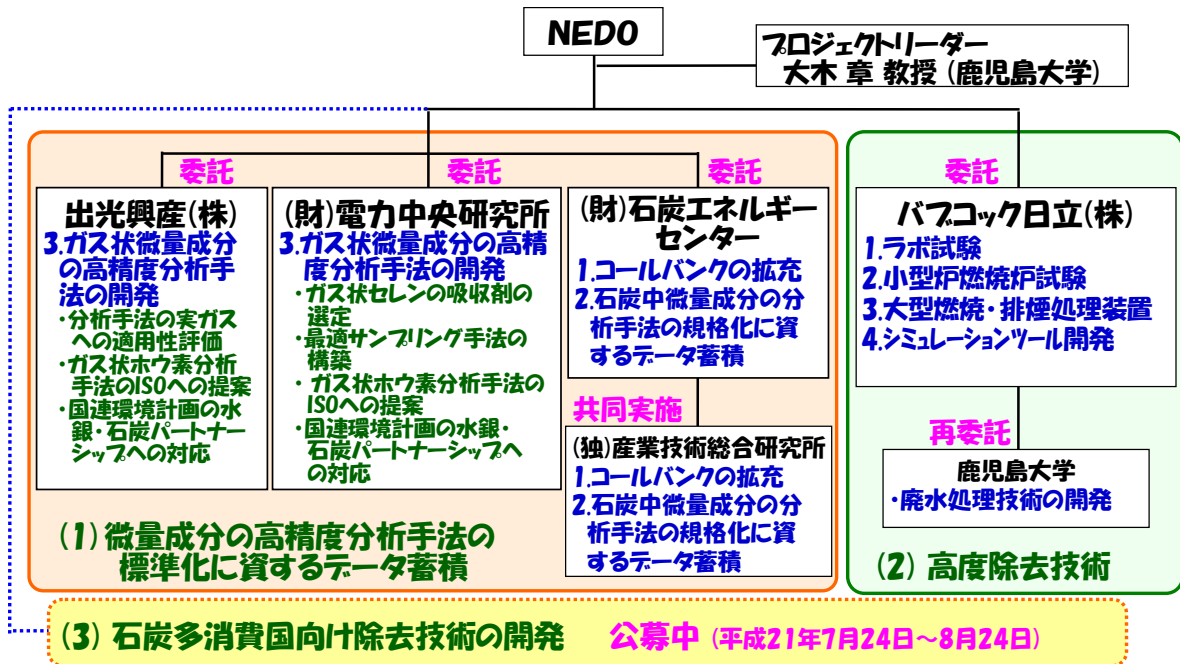 NEDO
プロジェクトリーダー
大木 章 教授 (鹿児島大学)
委託
出光興産(株)
3.ガス状微量成分
の高精度分析手
法の開発
・分析手法の実ガス
への適用性評価
・ガス状ホウ素分析
手法のISOへの提案
・国連環境計画の水
銀・石炭パートナー
シップへの対応
委託
(財)電力中央研究所
3.ガス状微量成分の高精
度分析手法の開発
・ガス状セレンの吸収剤の
選定
・最適サンプリング手法の
構築
・ ガス状ホウ素分析手法の
ISOへの提案
・国連環境計画の水銀・
石炭パートナーシップへ
の対応
委託
(財)石炭エネルギー
センター
1.コールバンクの拡充
2.石炭中微量成分の分
析手法の規格化に資
するデータ蓄積
共同実施
(独)産業技術総合研究所
1.コールバンクの拡充
2.石炭中微量成分の分
析手法の規格化に資
するデータ蓄積
(1) 微量成分の高精度分析手法の
標準化に資するデータ蓄積
委託
バブコック日立(株)
1.ラボ試験
2.小型炉燃焼炉試験
3.大型燃焼・排煙処理装置
4.シミュレーションツール開発
再委託
鹿児島大学
・廃水処理技術の開発
(2) 高度除去技術
(3) 石炭多消費国向け除去技術の開発 公募中 (平成21年7月24日～8月24日)